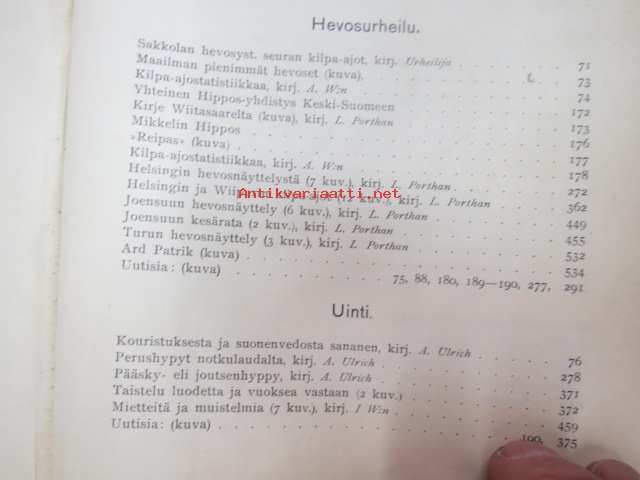 Hevosurheilu.
Sakkolan hevosyst. seuran kilpa-ajot, kirj. Urheilija 71
Maailman pienimmät hevoset (kuva). L. 73
Kilpa-ajostatistiikkaa, kirj. A. W:n 74
Yhteinen Hippos-yhdistys Keski-Suomeen 172
Kirje Wiitasaarelta (kuva), kirj. L. Porthan 173
Mikkelin Hippos 176
»Reipas» (kuva) 177
Kilpa-ajostatistiikkaa, kirj. A. W:n 178
Helsingin hevosnäyttelystä (7 kuv.), kirj. L. Porthan 272
Helsingin ja (12 kuv.), kirj. L. Porthan 362
Antikvariaatti.net
Joensuun hevosnäyttely (6 kuv.), kirj. L. Porthan 449
Joensuun kesärata (2 kuv.), kirj. L. Porthan 455
Turun hevosnäyttely (3 kuv.), kirj. L. Porthan 532
Ard Patrik (kuva) 534
Uutisia: (kuva) 75, 88, 180, 189—190, 277, 291
Uinti.
Kouristuksesta ja suonenvedosta sananen, kirj. A. Ulrich 76
Perushypyt notkulaudalta, kirj. A. Ulrich 278
Pääsky- eli joutsenhyppy, kirj. A. Ulrich 371
Taistelu luodetta ja vuoksea vastaan (2 kuv.) 372
Mietteitä ja muistelmia (7 kuv.), kirj. I W:n 459
Uutisia: (kuva) 190, 375